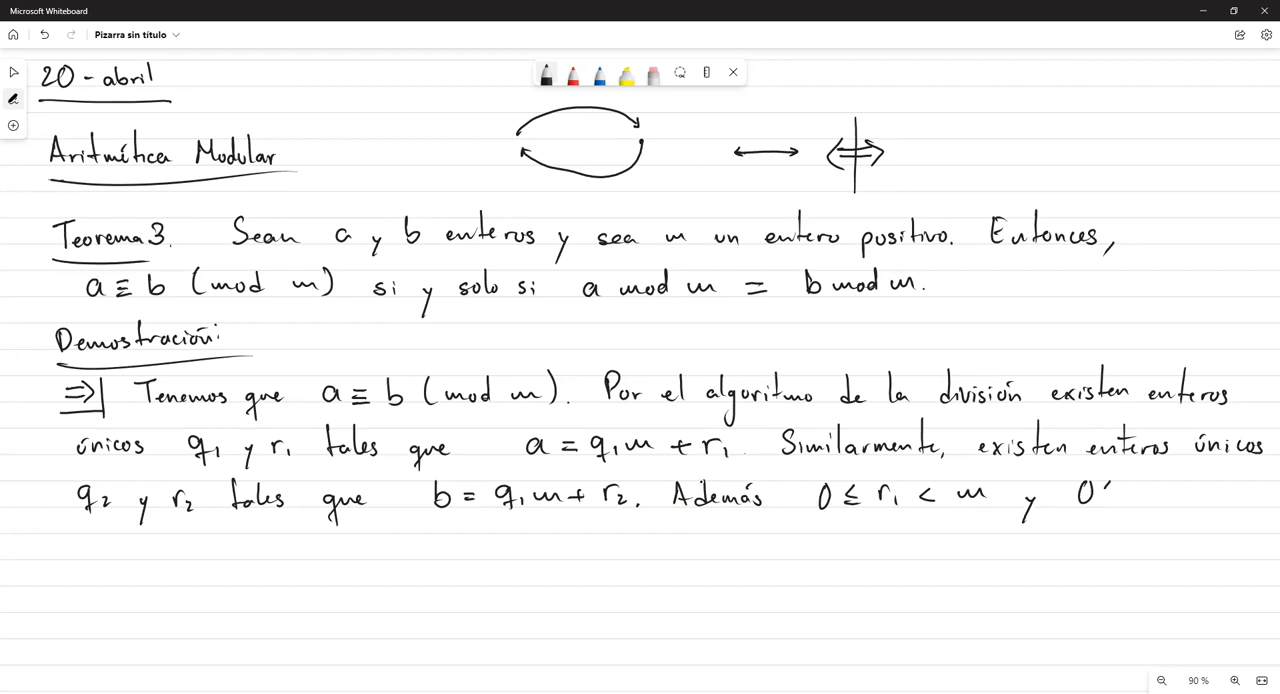 Microsoft Whiteboard
Pizarra sin título
20 - abril
Aritmética Modular
Teorema 3. Sean a y b enteros y sea m un entero positivo. Entonces,
a ≡ b (mod m) si y solo si a mod m = b mod m.
Demostración:
⇒| Tenemos que a ≡ b (mod m). Por el algoritmo de la división existen enteros
únicos q₁ y r₁ tales que a = q₁m + r₁. Similarmente, existen enteros únicos
q₂ y r₂ tales que b = q₁m + r₂. Además 0 ≤ r₁ < m y 0
90 %